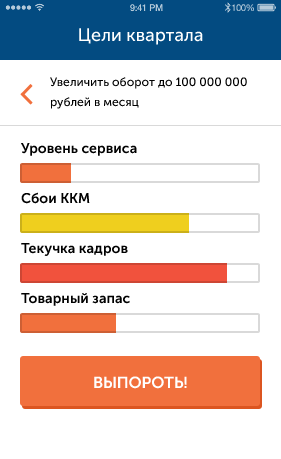 9:41 PM
100%
Цели квартала
Увеличить оборот до 100 000 000
рублей в месяц
Уровень сервиса
Сбои ККМ
Текучка кадров
Товарный запас
ВЫПОРОТЬ!